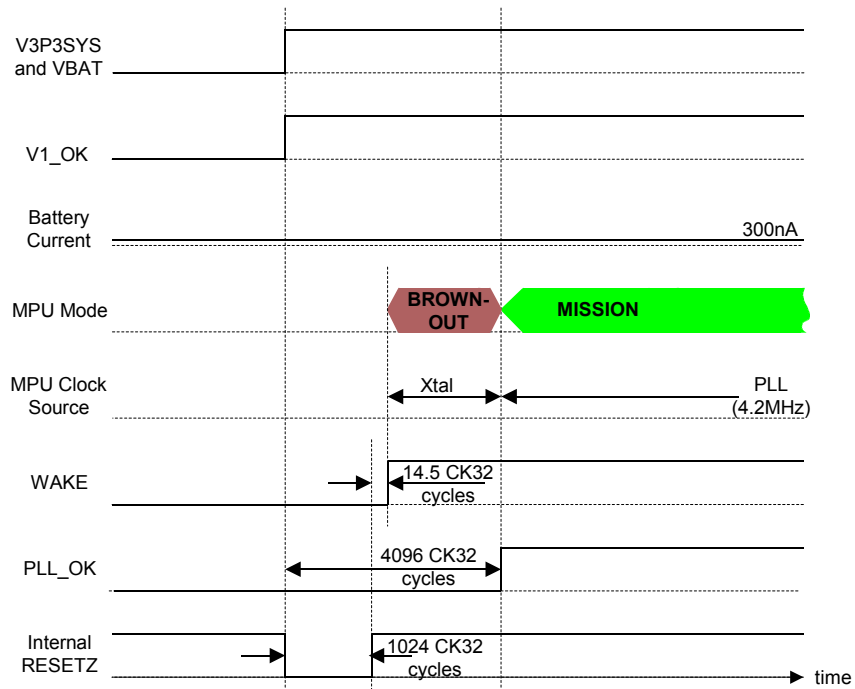 V3P3SYS
and VBAT
V1_OK
Battery
Current
300nA
MPU Mode
BROWN-
OUT
MISSION
MPU Clock
Source
Xtal
PLL
(4.2MHz)
WAKE
14.5 CK32
cycles
PLL_OK
4096 CK32
cycles
Internal
RESETZ
1024 CK32
cycles
time